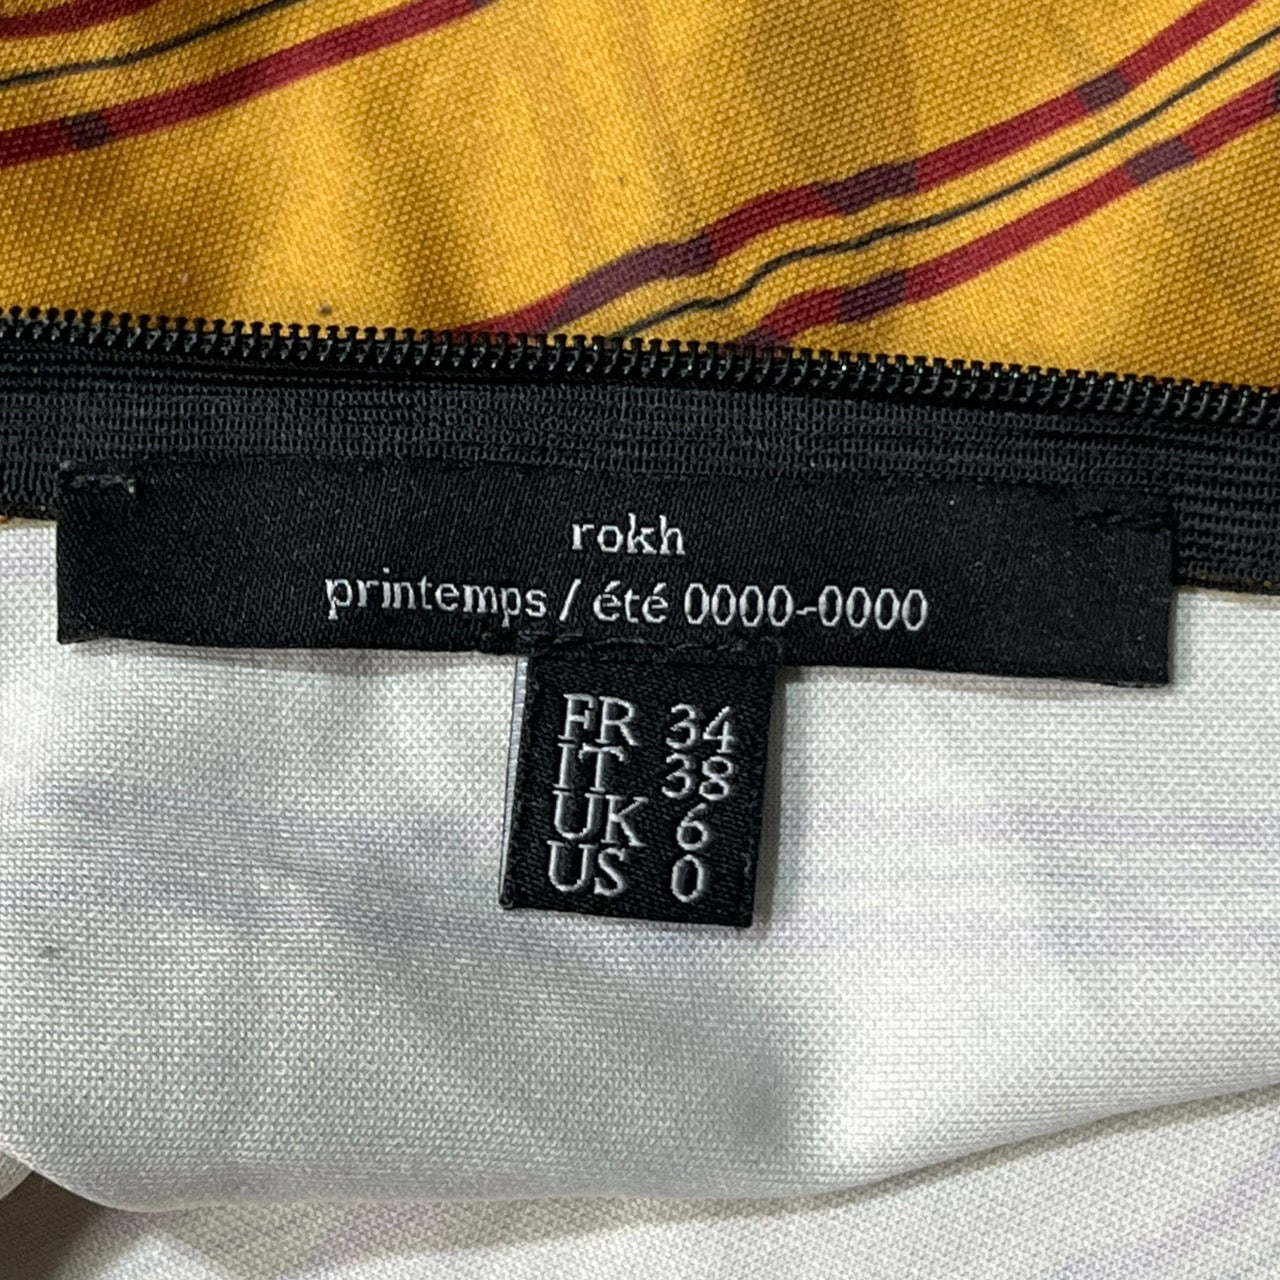 rokh
printemps / été 0000-0000
FR 34
IT 38
UK 6
US 0